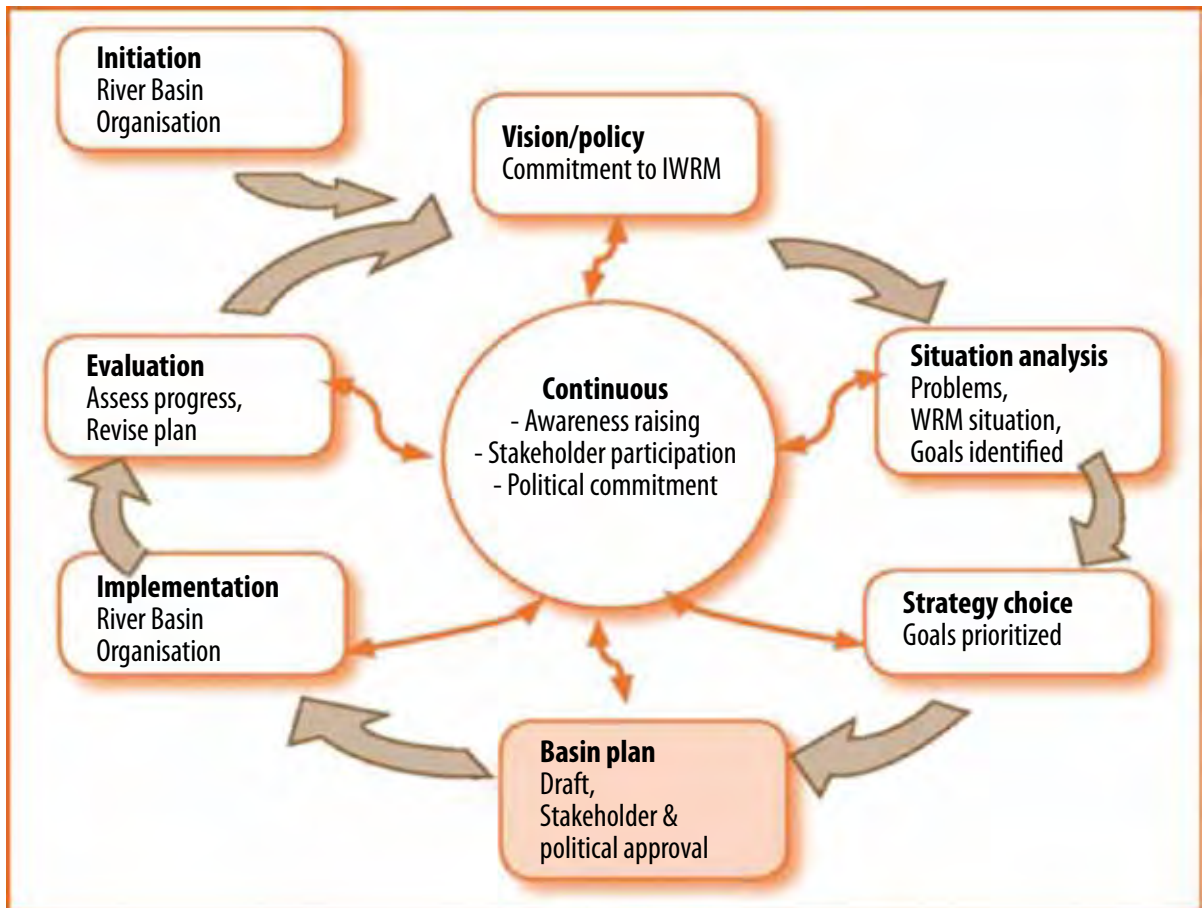 Initiation
River Basin
Organisation
Vision/policy
Commitment to IWRM
Situation analysis
Problems,
WRM situation,
Goals identified
Strategy choice
Goals prioritized
Basin plan
Draft,
Stakeholder &
political approval
Implementation
River Basin
Organisation
Evaluation
Assess progress,
Revise plan
Continuous
- Awareness raising
- Stakeholder participation
- Political commitment